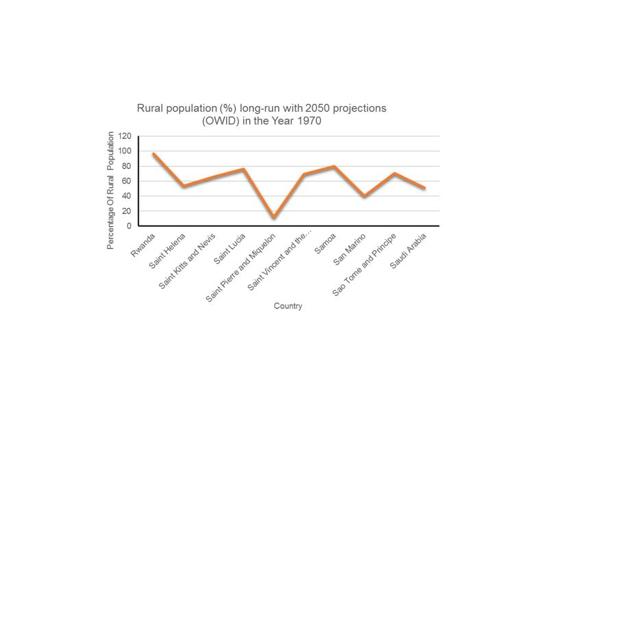 Rural population (%) long-run with 2050 projections
(OWID) in the Year 1970
Percentage Of Rural Population
120
100
80
60
40
20
0
Rwanda
Saint Helena
Saint Kitts and Nevis
Saint Lucia
Saint Pierre and Miquelon
Saint Vincent and the...
Samoa
San Marino
Sao Tome and Principe
Saudi Arabia
Country